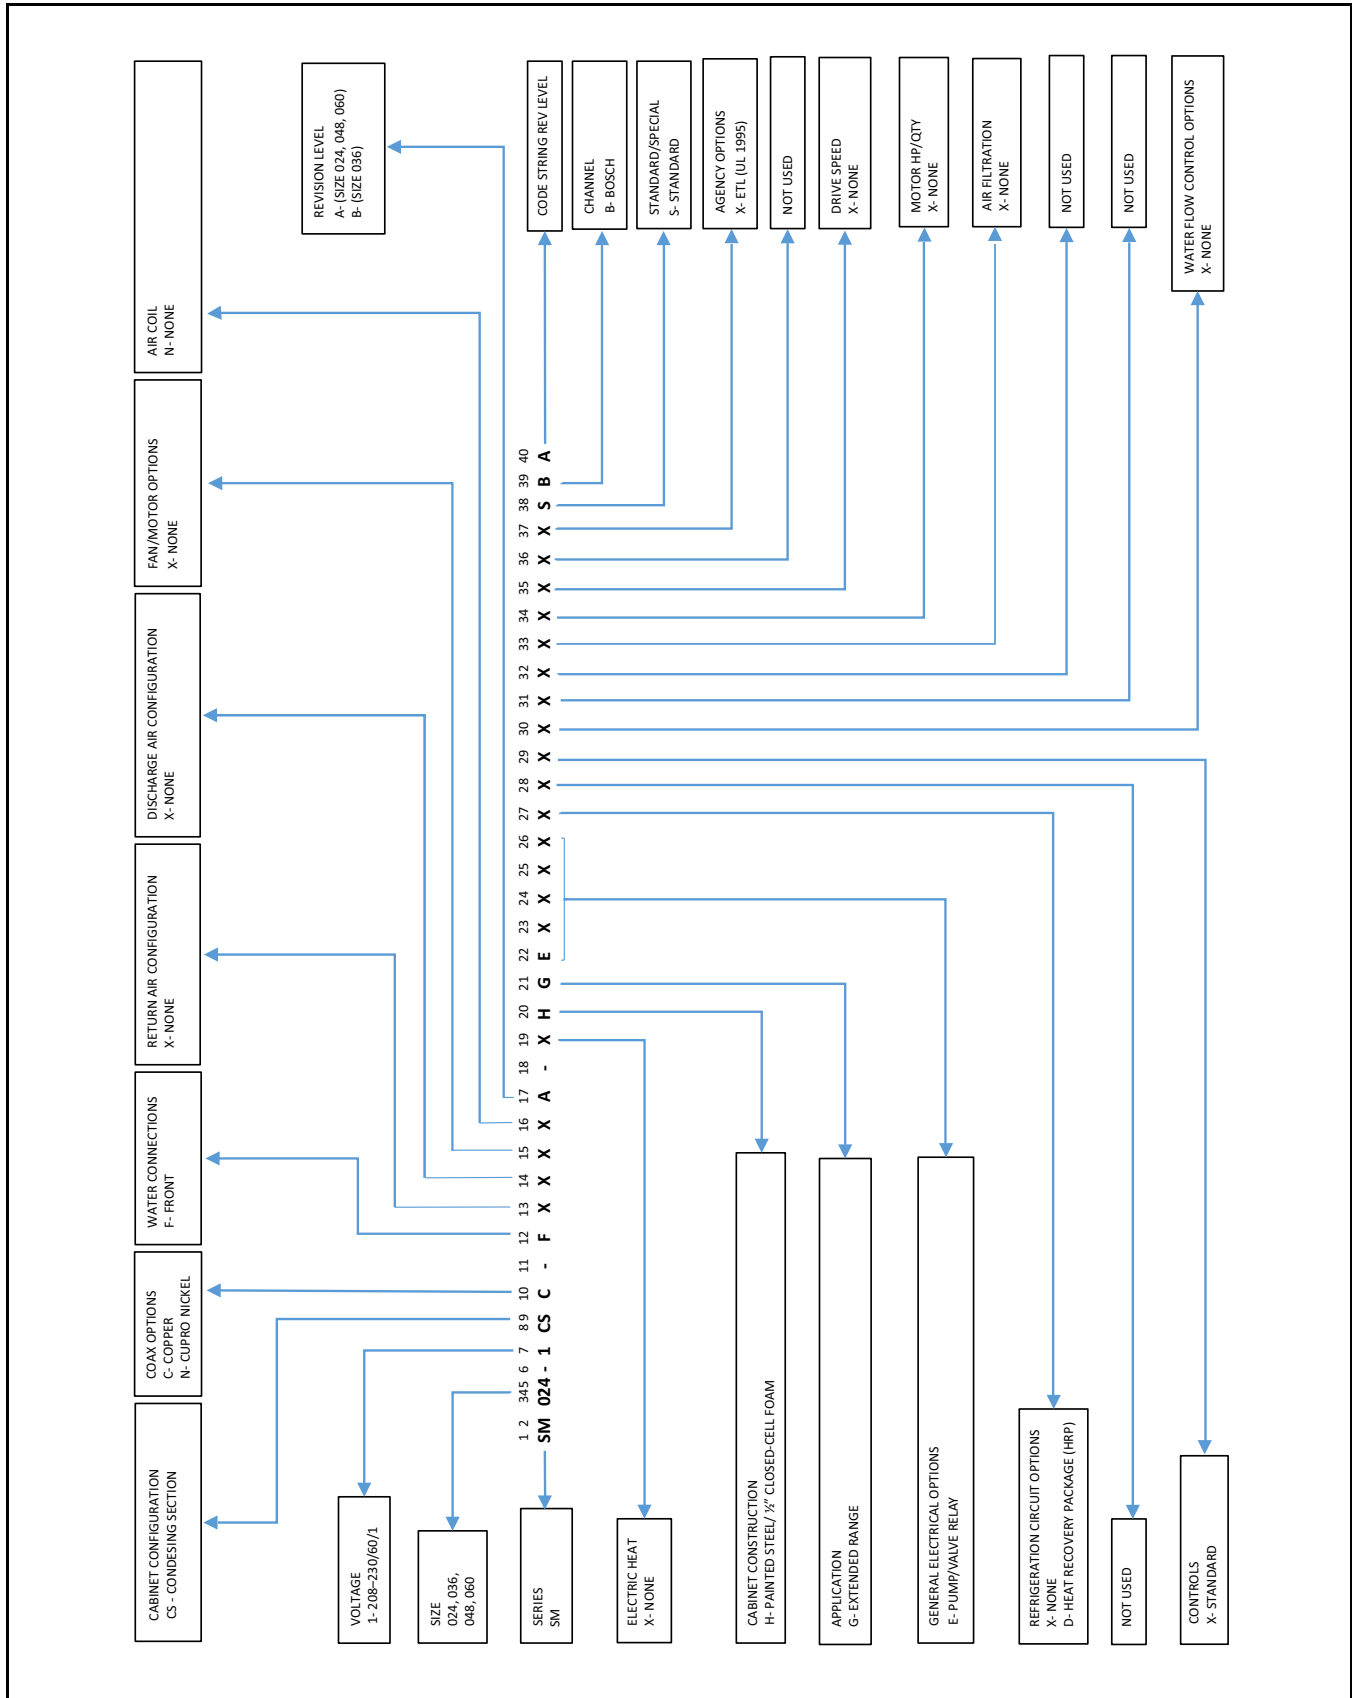 CABINET CONFIGURATION
CS - CONDESING SECTION
COAX OPTIONS
C- COPPER
N- CUPRO NICKEL
WATER CONNECTIONS
F- FRONT
RETURN AIR CONFIGURATION
X- NONE
DISCHARGE AIR CONFIGURATION
X- NONE
FAN/MOTOR OPTIONS
X- NONE
AIR COIL
N- NONE
VOLTAGE
1- 208–230/60/1
REVISION LEVEL
A- (SIZE 024, 048, 060)
B- (SIZE 036)
SIZE
024, 036,
048, 060
1 2 345 6 7 89 10 11 12 13 14 15 16 17 18 19 20 21 22 23 24 25 26 27 28 29 30 31 32 33 34 35 36 37 38 39 40
SM 024 - 1 CS C - F X X X X A - X H G E X X X X X X X X X X X X X X X S B A
SERIES
SM
CODE STRING REV LEVEL
CHANNEL
B- BOSCH
ELECTRIC HEAT
X- NONE
STANDARD/SPECIAL
S- STANDARD
AGENCY OPTIONS
X- ETL (UL 1995)
CABINET CONSTRUCTION
H- PAINTED STEEL/ ½” CLOSED-CELL FOAM
NOT USED
APPLICATION
G- EXTENDED RANGE
DRIVE SPEED
X- NONE
GENERAL ELECTRICAL OPTIONS
E- PUMP/VALVE RELAY
MOTOR HP/QTY
X- NONE
AIR FILTRATION
X- NONE
REFRIGERATION CIRCUIT OPTIONS
X- NONE
D- HEAT RECOVERY PACKAGE (HRP)
NOT USED
NOT USED
NOT USED
CONTROLS
X- STANDARD
WATER FLOW CONTROL OPTIONS
X- NONE